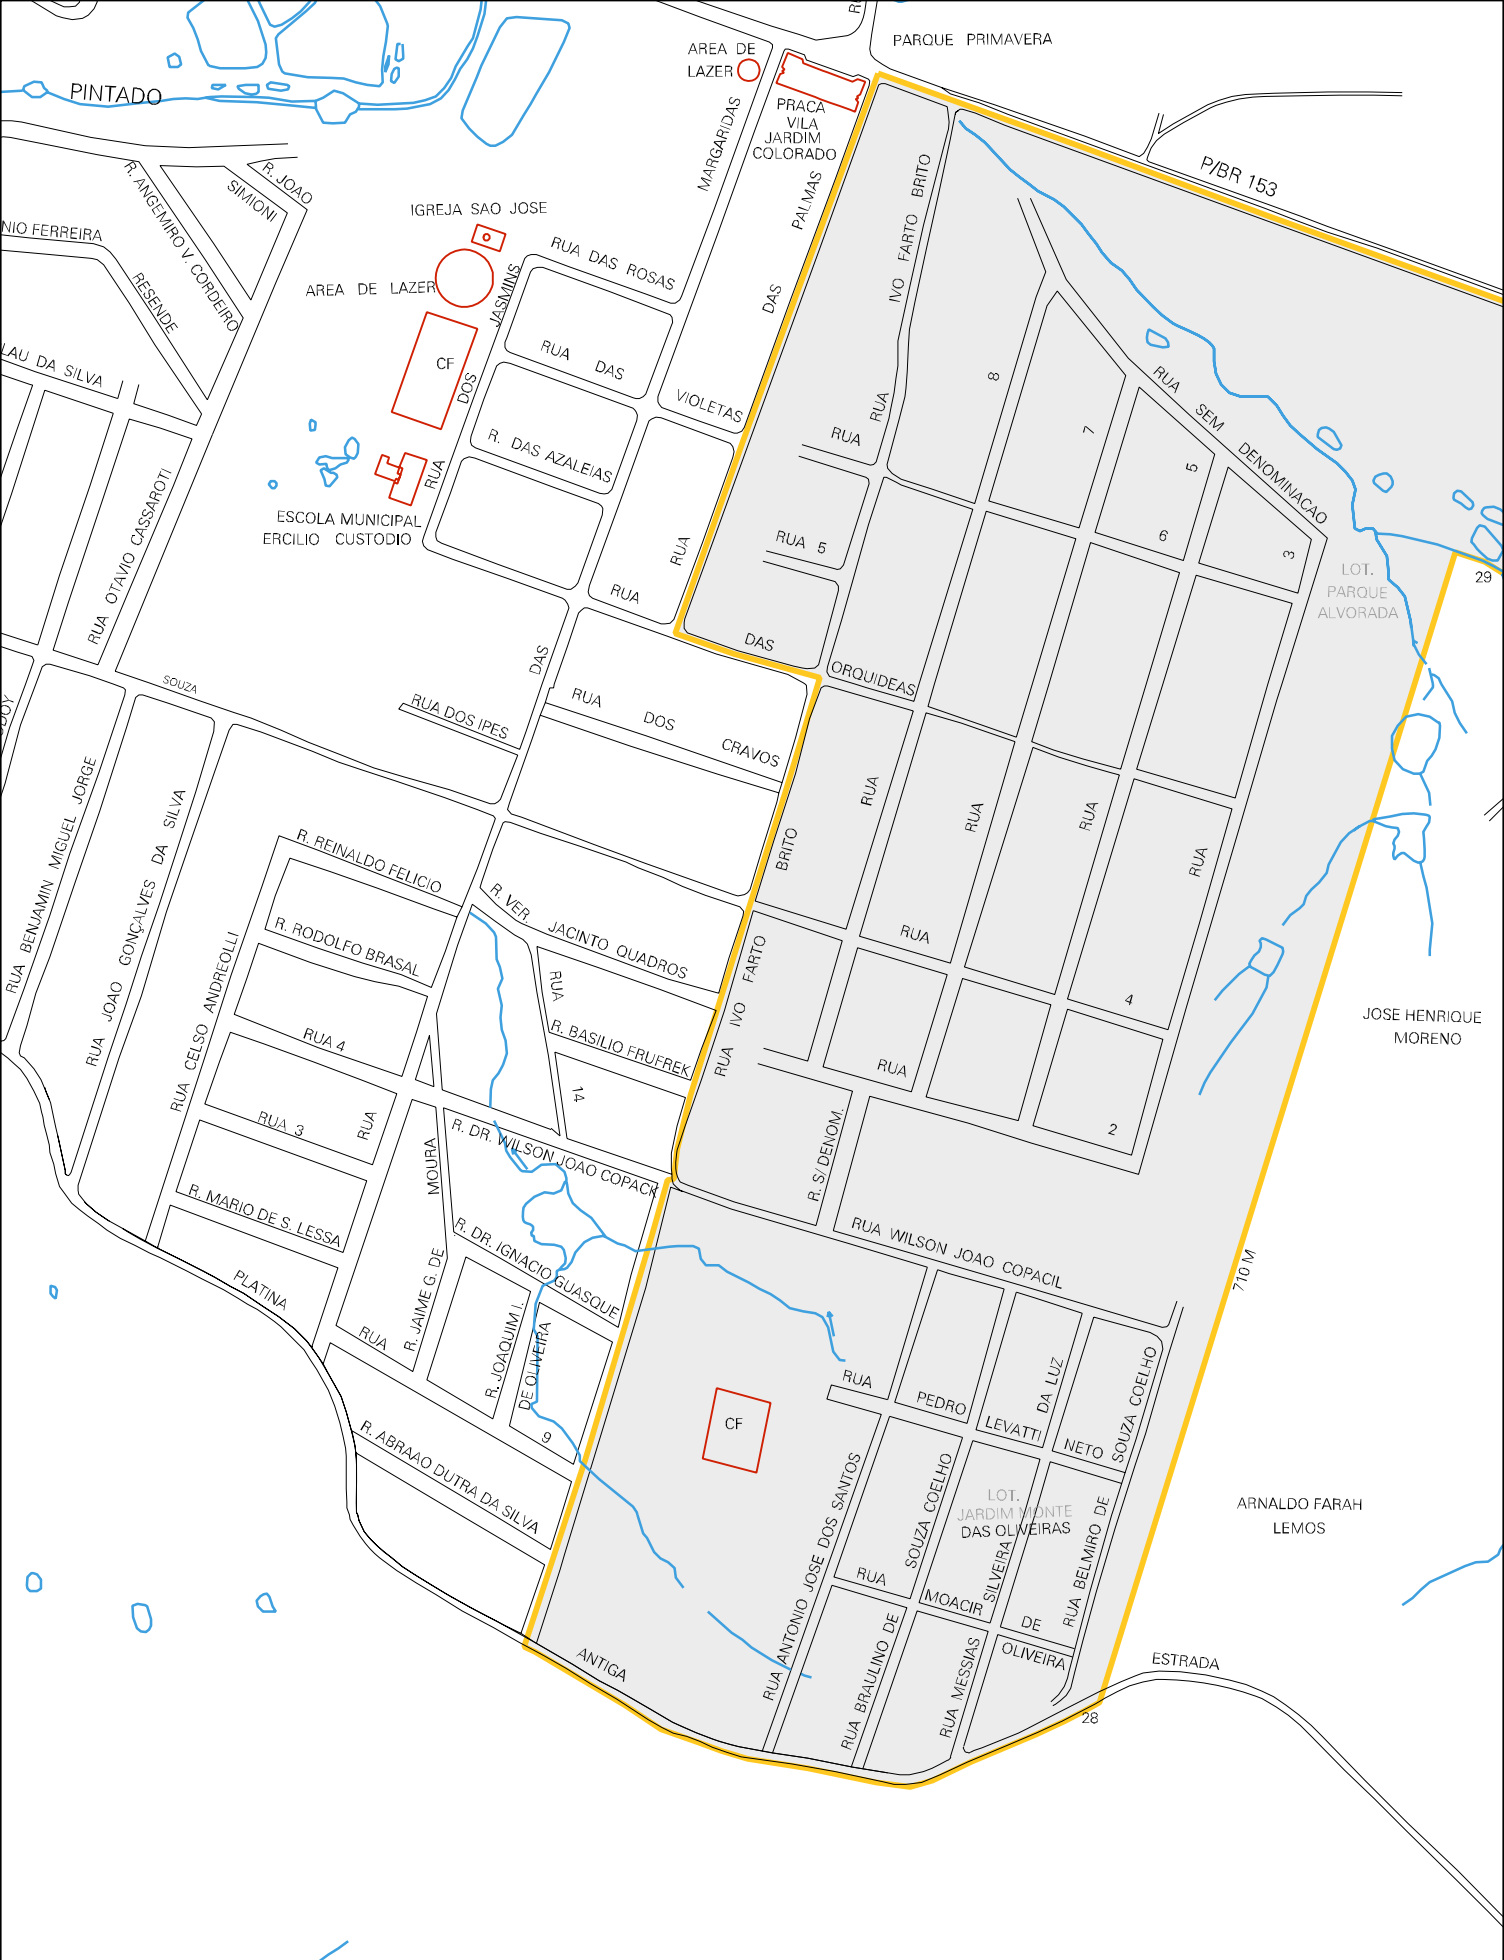 PARQUE PRIMAVERA
AREA DE
LAZER
PINTADO
PRACA
VILA
JARDIM
COLORADO
MARGARIDAS
P/BR 153
R. JOAO
SIMIONI
R. ANGEMIRO V. CORDEIRO
NIO FERREIRA
RESENDE
IGREJA SAO JOSE
AREA DE LAZER
RUA DAS ROSAS
JASMINS
DOS
RUA
CF
RUA DAS
VIOLETAS
R. DAS AZALEIAS
PALMAS
DAS
RUA
RUA IVO FARTO BRITO
LAU DA SILVA
RUA OTAVIO CASSAROTI
ESCOLA MUNICIPAL
ERCILIO CUSTODIO
RUA SEM DENOMINACAO
8
7
5
6
3
RUA
RUA 5
LOT.
PARQUE
ALVORADA
29
RUA
DAS
ORQUIDEAS
DAS
SOUZA
RUA DOS IPES
RUA DOS CRAVOS
RUA
RUA
RUA
RUA
RUA
4
RUA
2
RUA BENJAMIN MIGUEL JORGE
RUA JOAO GONÇALVES DA SILVA
R. REINALDO FELICIO
R. RODOLFO BRASAL
RUA CELSO ANDREOLLI
RUA 4
RUA 3
RUA
R. VER. JACINTO QUADROS
RUA
14
R. BASILIO FRUFREK
RUA IVO FARTO BRITO
JOSE HENRIQUE
MORENO
R. DR. WILSON JOAO COPACK
R. S/ DENOM.
RUA WILSON JOAO COPACIL
R. MARIO DE S. LESSA
R. JAIME G. DE
MOURA
R. DR. IGNACIO GUASQUE
R. JOAQUIM I.
DE OLIVEIRA
PLATINA
RUA
9
R. ABRAAO DUTRA DA SILVA
710 M
CF
RUA
PEDRO
LEVATTI
NETO
DA LUZ
SOUZA COELHO
LOT.
JARDIM MONTE
DAS OLIVEIRAS
ARNALDO FARAH
LEMOS
RUA ANTONIO JOSE DOS SANTOS
RUA BRAULINO DE
SOUZA COELHO
RUA MESSIAS
SILVEIRA
RUA BELMIRO DE
RUA
MOACIR
DE
OLIVEIRA
ANTIGA
ESTRADA
28